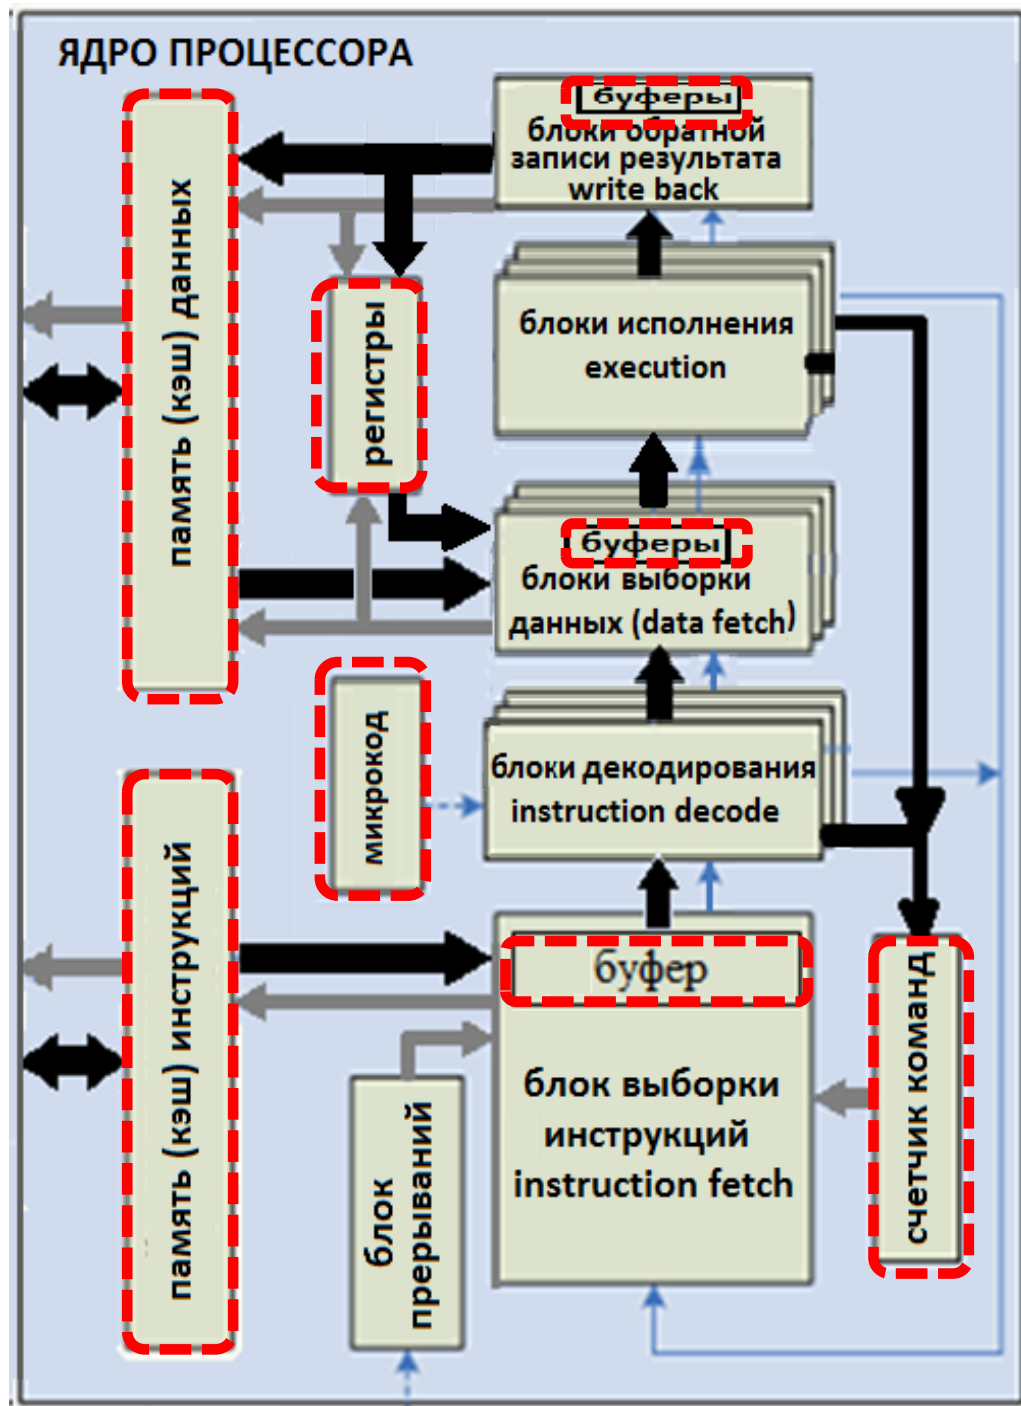 ЯДРО ПРОЦЕССОРА
буферы
блоки обратной
записи результата
write back
память (кэш) данных
регистры
блоки исполнения
execution
буферы
блоки выборки
данных (data fetch)
микрокод
блоки декодирования
instruction decode
память (кэш) инструкций
буфер
блок выборки
инструкций
instruction fetch
счетчик команд
блок
прерываний